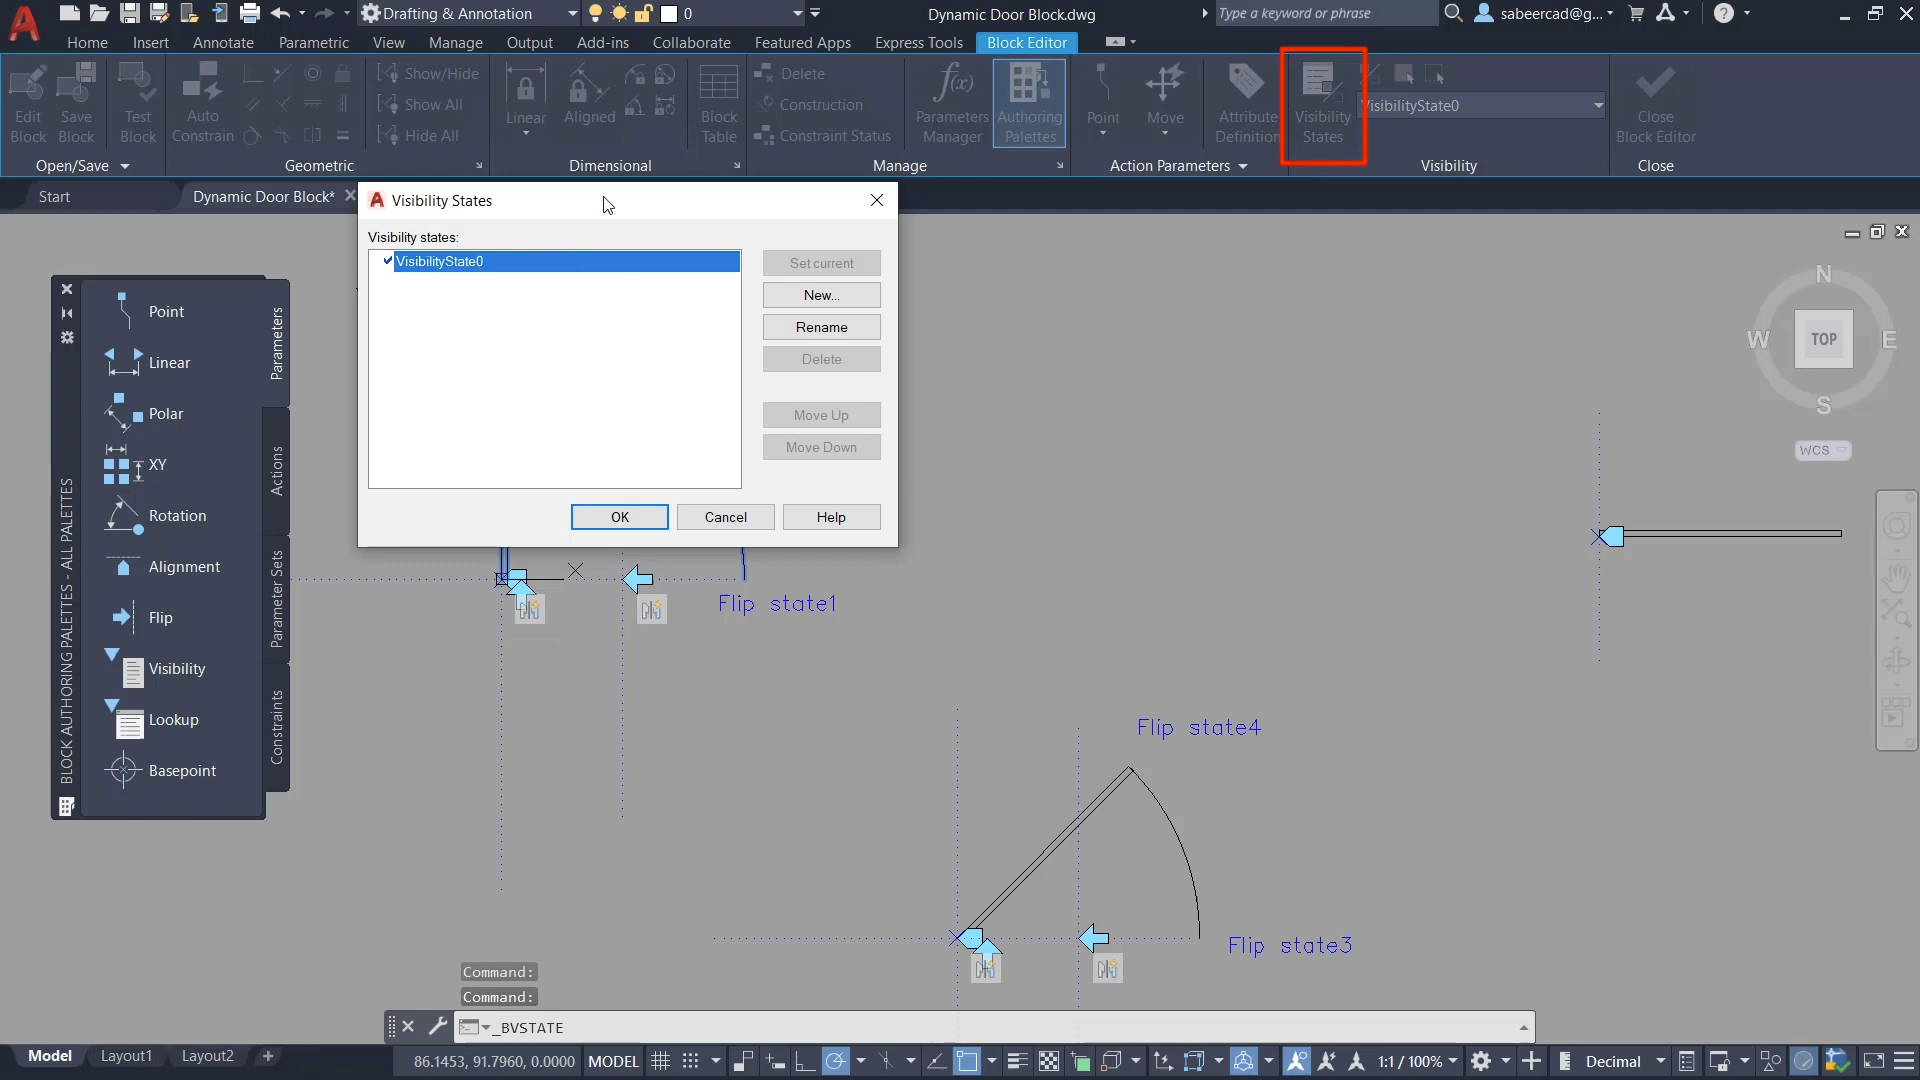 Drafting & Annotation
0
Dynamic Door Block.dwg
Type a keyword or phrase
sabeercad@g...
Home
Insert
Annotate
Parametric
View
Manage
Output
Add-ins
Collaborate
Featured Apps
Express Tools
Block Editor
Edit Block
Save Block
Test Block
Auto Constrain
Show/Hide
Show All
Hide All
Linear
Aligned
Block Table
Delete
Construction
Constraint Status
Parameters Manager
Authoring Palettes
Point
Move
Attribute Definition
Visibility States
VisibilityState0
Close Block Editor
Open/Save
Geometric
Dimensional
Manage
Action Parameters
Visibility
Close
Start
Dynamic Door Block*
Visibility States
Visibility states:
VisibilityState0
Set current
New...
Rename
Delete
Move Up
Move Down
OK
Cancel
Help
Point
Linear
Polar
XY
Rotation
Alignment
Flip
Visibility
Lookup
Basepoint
Parameters
Actions
Parameter Sets
Constraints
BLOCK AUTHORING PALETTES - ALL PALETTES
N
W
TOP
E
S
WCS
Flip state1
Flip state4
Flip state3
Command:
Command:
_BVSTATE
Model
Layout1
Layout2
86.1453, 91.7960, 0.0000
MODEL
1:1 / 100%
Decimal